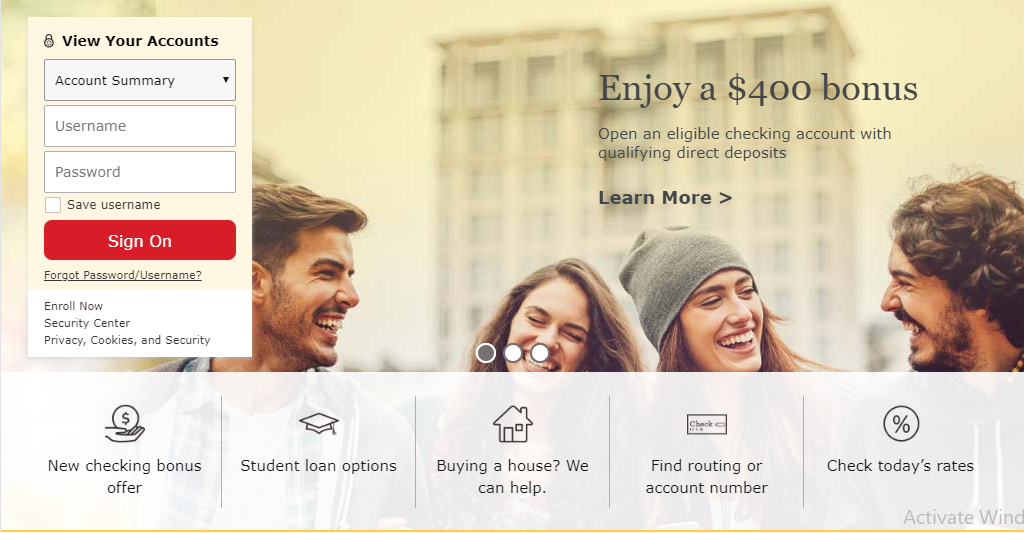 View Your Accounts
Account Summary
Username
Password
Save username
Sign On
Forgot Password/Username?
Enroll Now
Security Center
Privacy, Cookies, and Security
Enjoy a $400 bonus
Open an eligible checking account with
qualifying direct deposits
Learn More >
New checking bonus
offer
Student loan options
Buying a house? We
can help.
Check
Find routing or
account number
Check today’s rates
Activate Wind